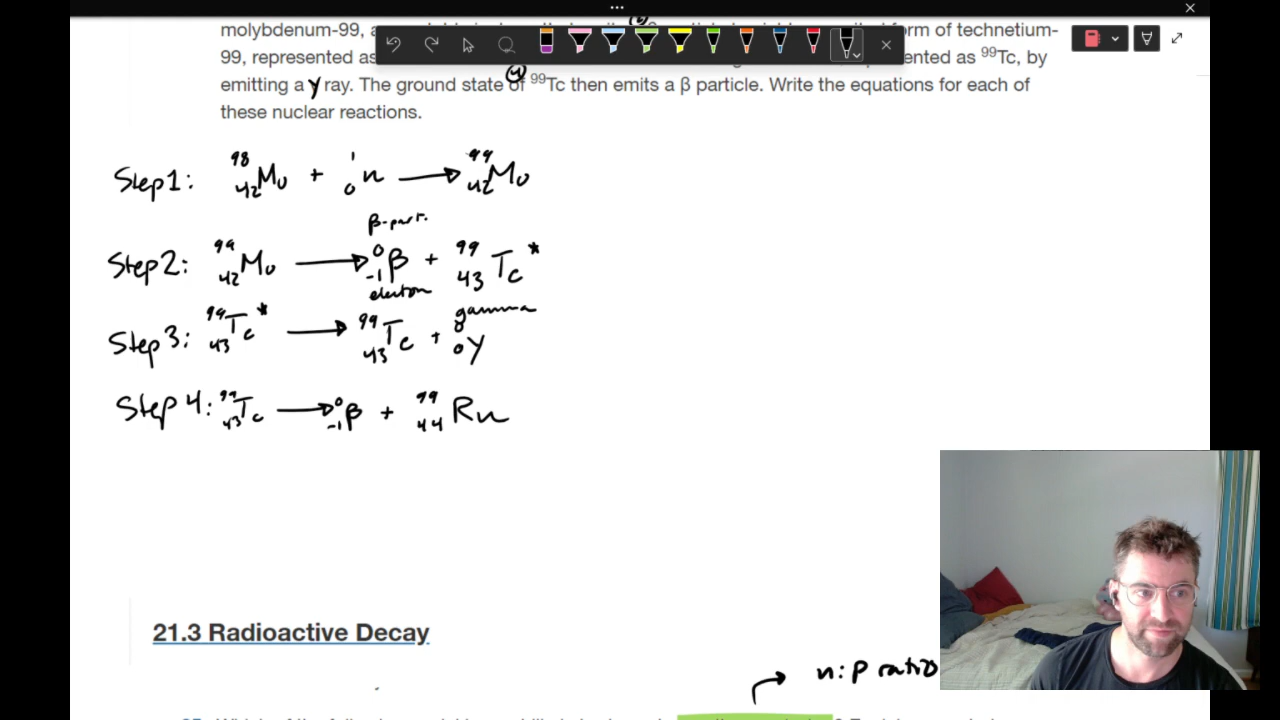 molybdenum-99, a
orm of technetium-
99, represented as
ented as ⁹⁹Tc, by
emitting a γ ray. The ground state of ⁹⁹Tc then emits a β particle. Write the equations for each of
these nuclear reactions.
Step 1: ⁹⁸₄₂Mo + ¹₀n → ⁹⁹₄₂Mo
β-part.
Step 2: ⁹⁹₄₂Mo → ⁰₋₁β + ⁹⁹₄₃Tc*
electron
gamma
Step 3: ⁹⁹₄₃Tc* → ⁹⁹₄₃Tc + ⁰₀γ
Step 4: ⁹⁹₄₃Tc → ⁰₋₁β + ⁹⁹₄₄Ru
21.3 Radioactive Decay
→ n:p ratio